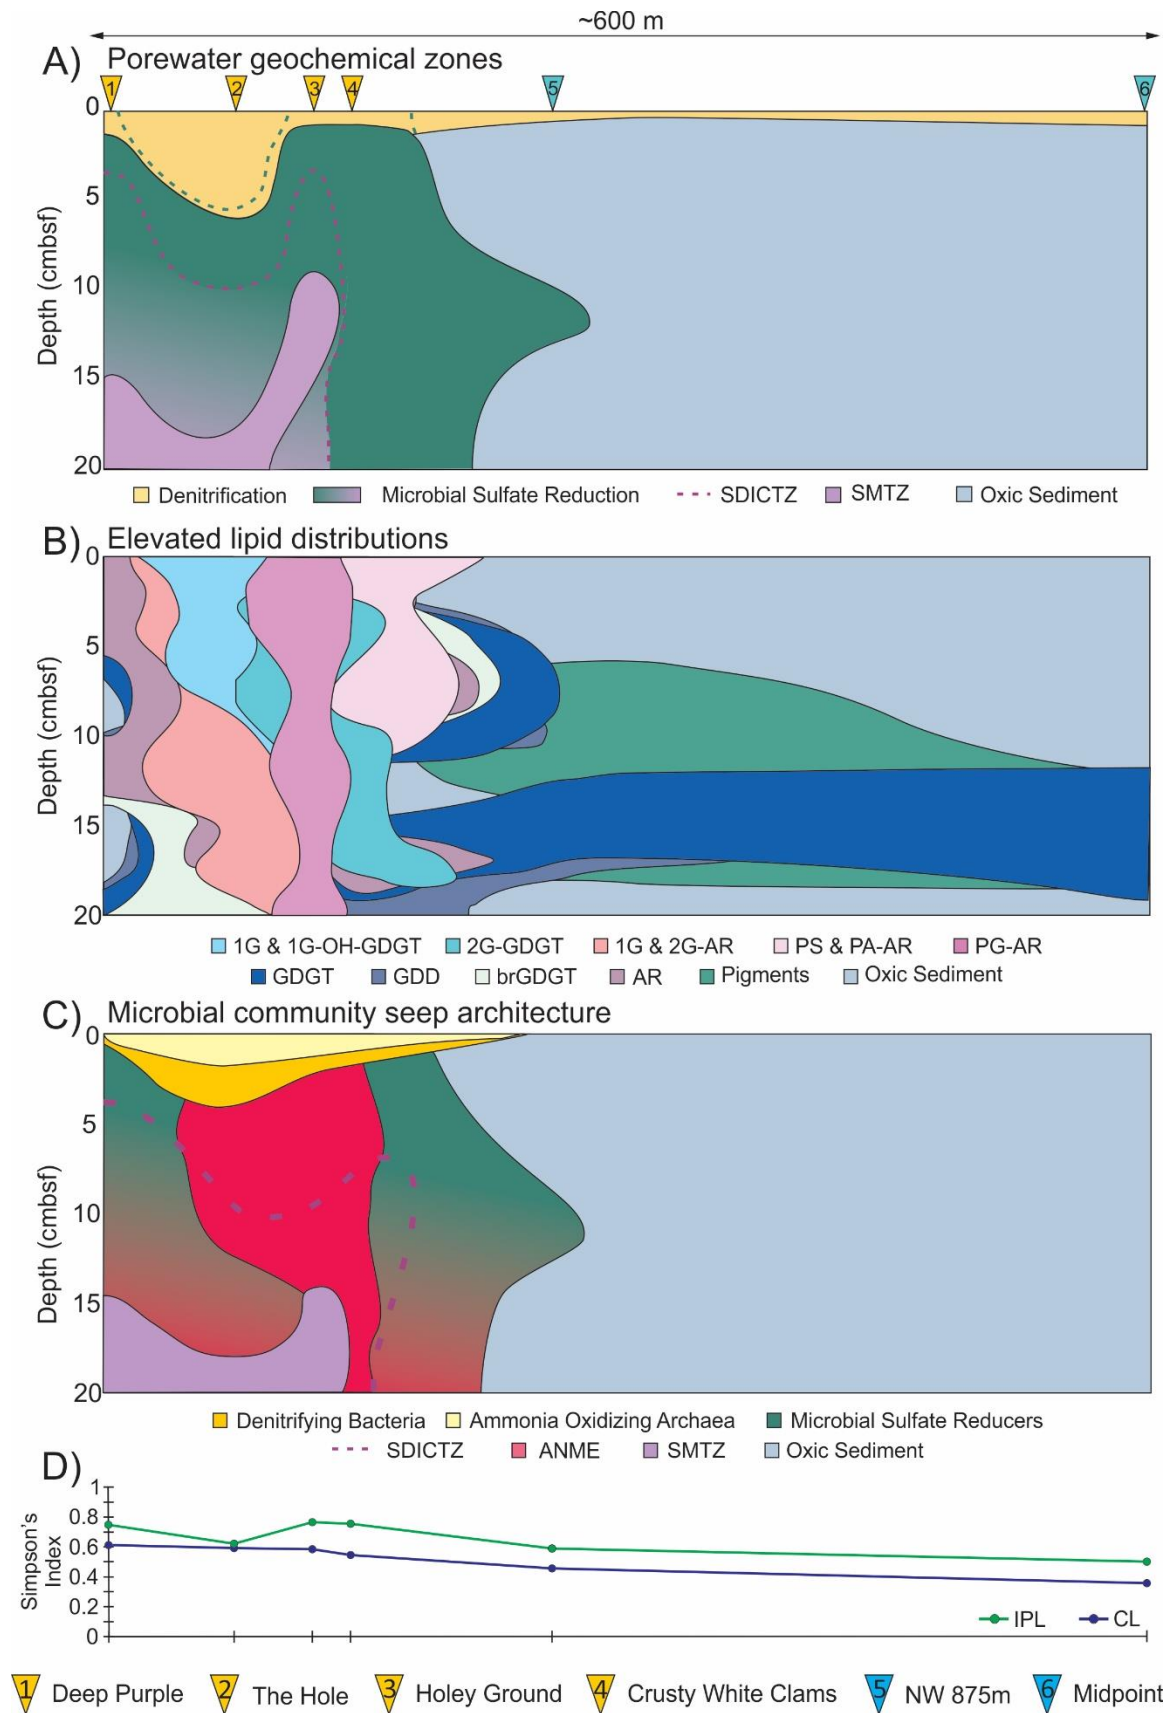 ~600 m
A) Porewater geochemical zones
1 2 3 4 5 6
0
5
10
15
20
Depth (cmbsf)
Denitrification Microbial Sulfate Reduction SDICTZ SMTZ Oxic Sediment
B) Elevated lipid distributions
0
5
10
15
20
Depth (cmbsf)
1G & 1G-OH-GDGT 2G-GDGT 1G & 2G-AR PS & PA-AR PG-AR
GDGT GDD brGDGT AR Pigments Oxic Sediment
C) Microbial community seep architecture
0
5
10
15
20
Depth (cmbsf)
Denitrifying Bacteria Ammonia Oxidizing Archaea Microbial Sulfate Reducers
SDICTZ ANME SMTZ Oxic Sediment
D)
1
0.8
0.6
0.4
0.2
0
Simpson's
Index
IPL CL
1 Deep Purple 2 The Hole 3 Holey Ground 4 Crusty White Clams 5 NW 875m 6 Midpoint